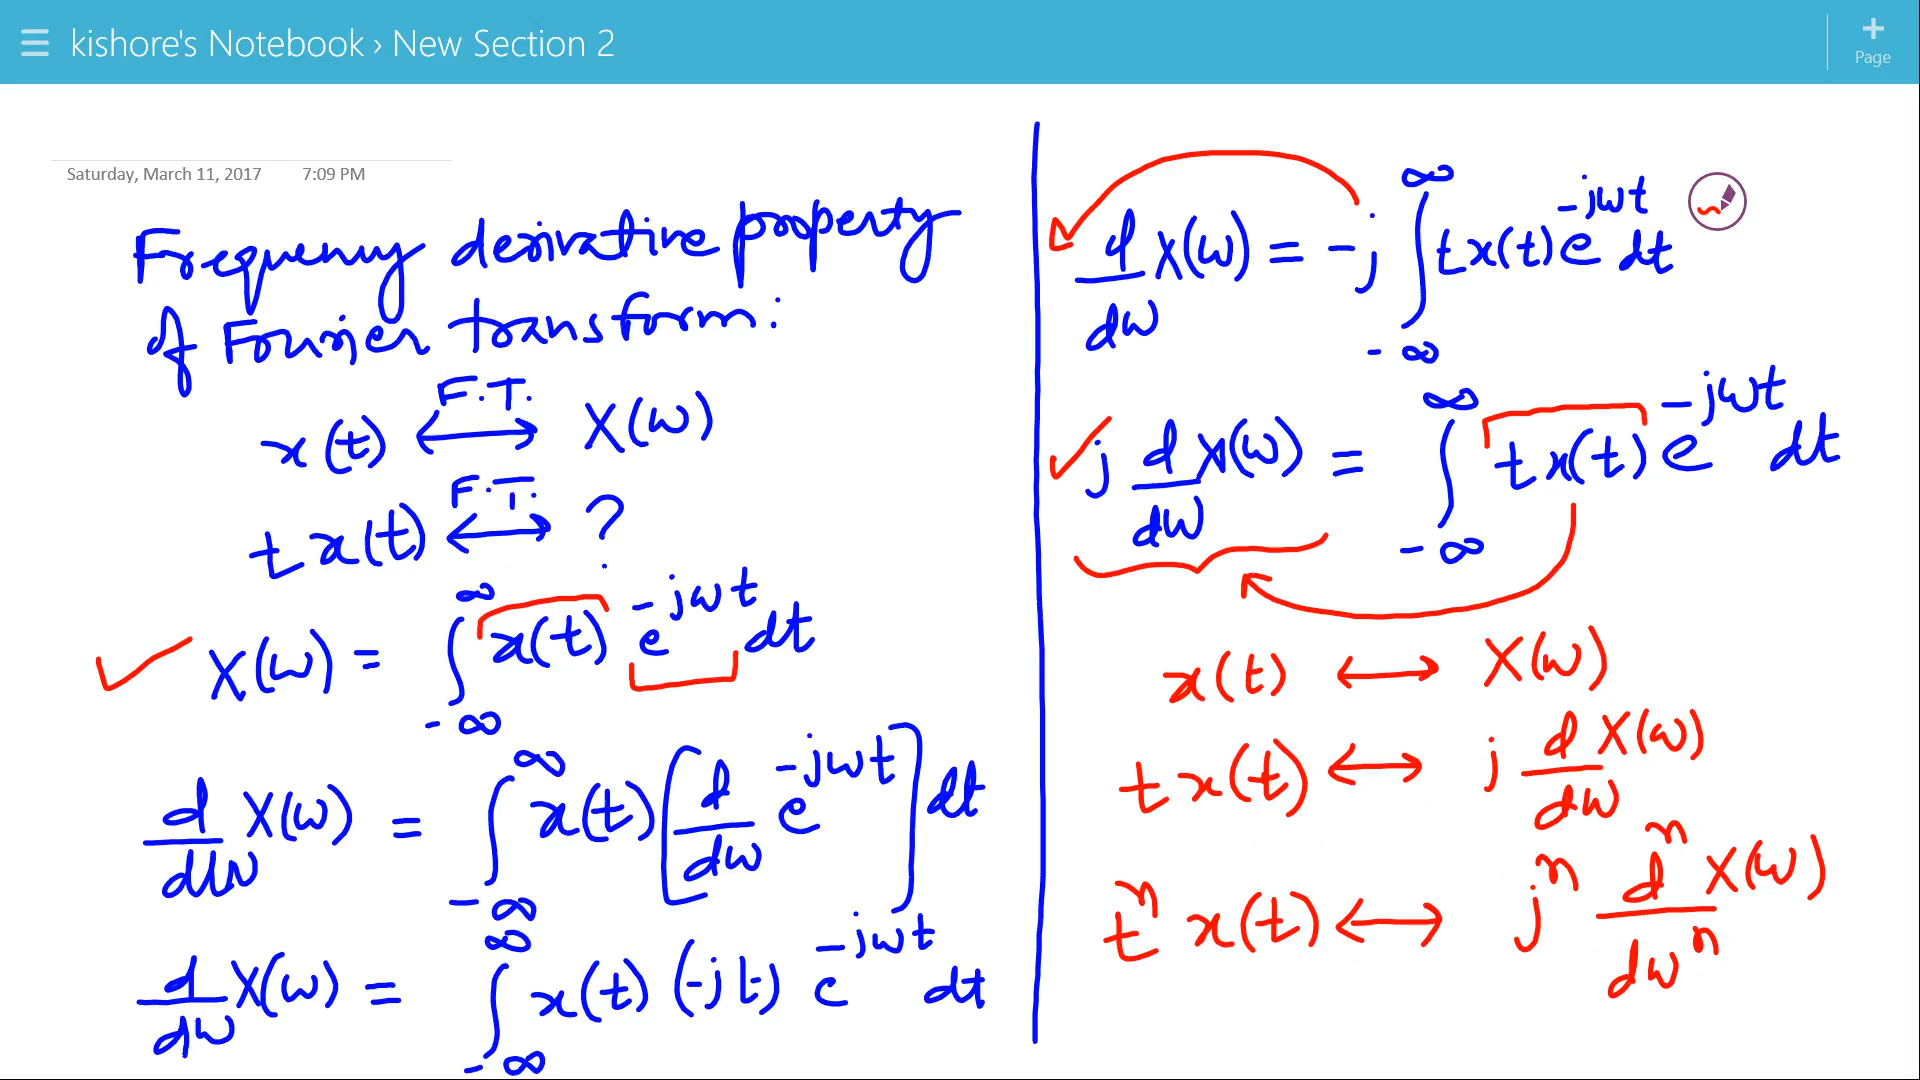 kishore's Notebook › New Section 2
+
Page
Saturday, March 11, 2017 7:09 PM
Frequency derivative property
of Fourier transform:
x(t) ⟷ F.T. X(ω)
t x(t) ⟷ F.T. ?
X(ω) = ∫_{-∞}^{∞} x(t) e^{-jωt} dt
d/dω X(ω) = ∫_{-∞}^{∞} x(t) [d/dω e^{-jωt}] dt
d/dω X(ω) = ∫_{-∞}^{∞} x(t) (-jt) e^{-jωt} dt
d/dω X(ω) = -j ∫_{-∞}^{∞} t x(t) e^{-jωt} dt
j d/dω X(ω) = ∫_{-∞}^{∞} t x(t) e^{-jωt} dt
x(t) ⟷ X(ω)
t x(t) ⟷ j d/dω X(ω)
t^n x(t) ⟷ j^n d^n/dω^n X(ω)